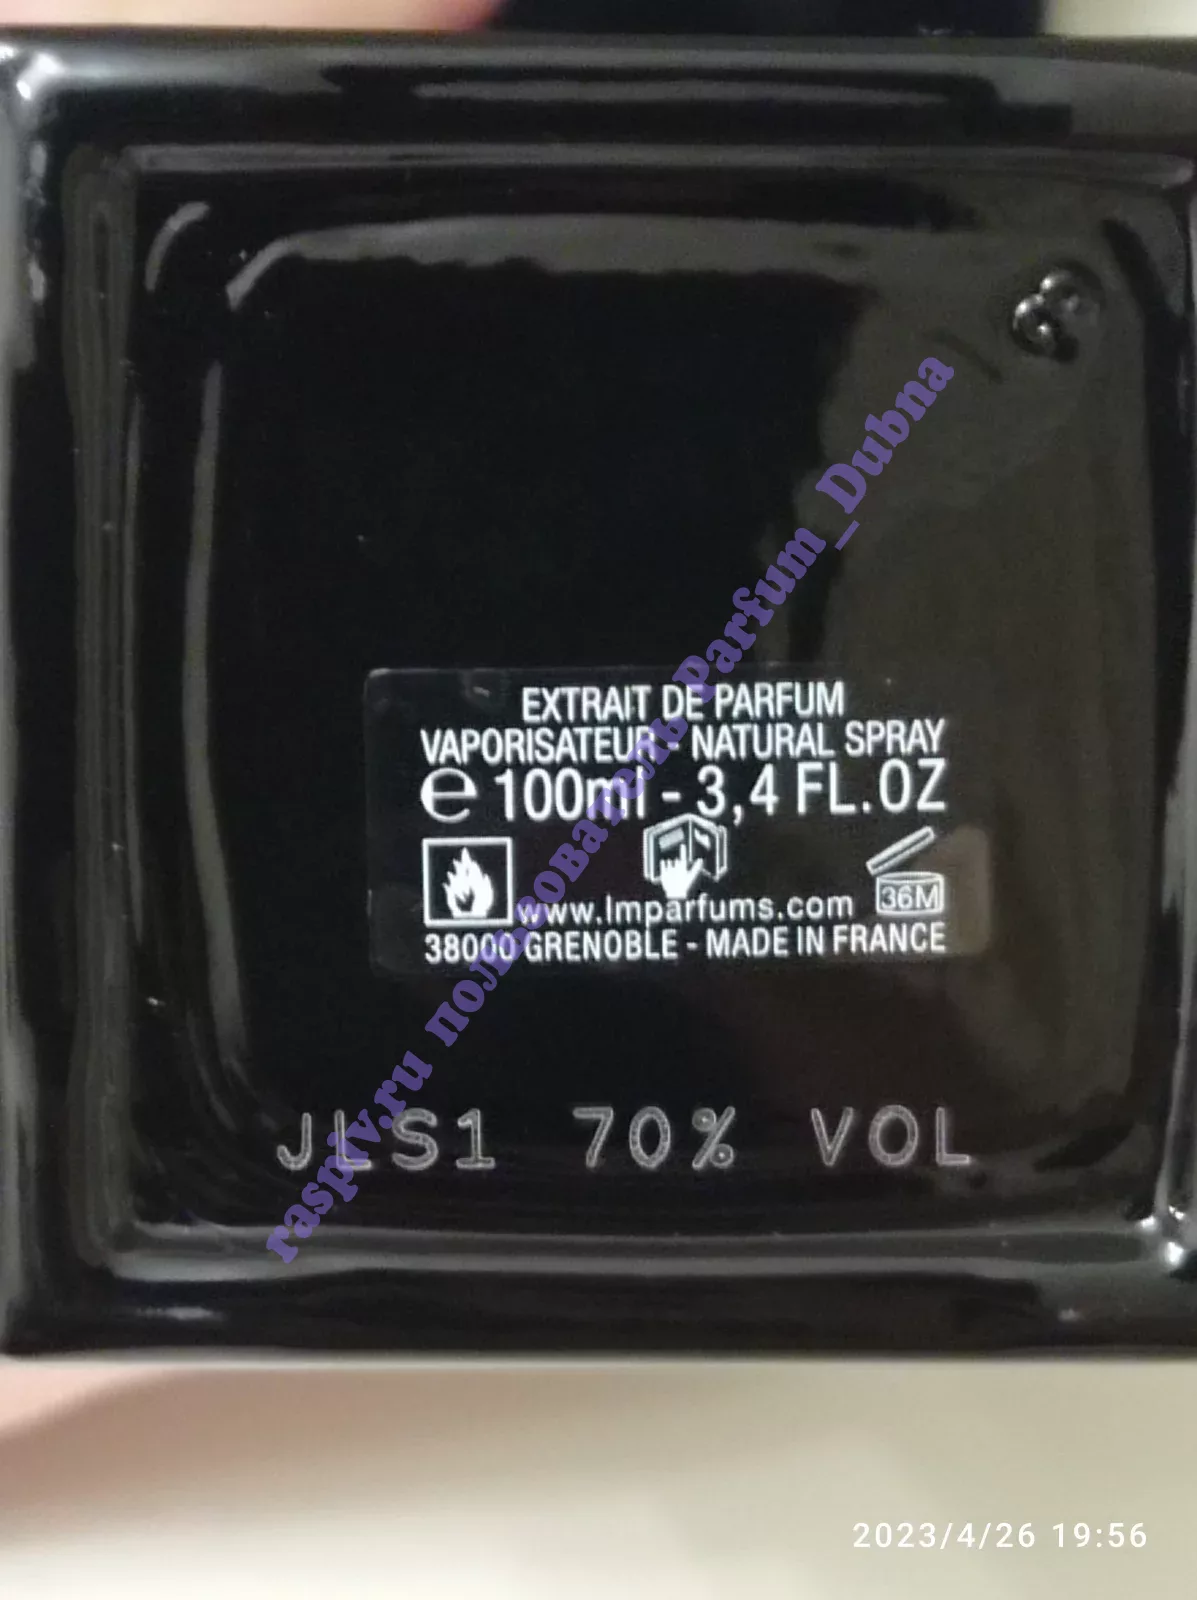 8
EXTRAIT DE PARFUM
VAPORISATEUR - NATURAL SPRAY
e 100ml - 3,4 FL.OZ
36M
www.lmparfums.com
38000 GRENOBLE - MADE IN FRANCE
JLS1 70% VOL
raspiv.ru пользователь Parfum_Dubna
2023/4/26 19:56